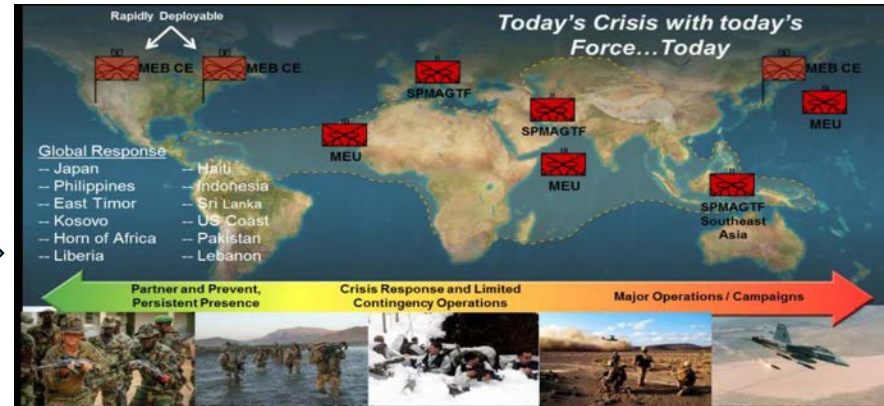 Rapidly Deployable
Today's Crisis with today's
Force...Today
MEB CE
MEB CE
MEB CE
SPMAGTF
SPMAGTF
MEU
MEU
MEU
SPMAGTF
Southeast
Asia
Global Response
-- Japan
-- Philippines
-- East Timor
-- Kosovo
-- Horn of Africa
-- Liberia
-- Haiti
-- Indonesia
-- Sri Lanka
-- US Coast
-- Pakistan
-- Lebanon
Partner and Prevent,
Persistent Presence
Crisis Response and Limited
Contingency Operations
Major Operations / Campaigns